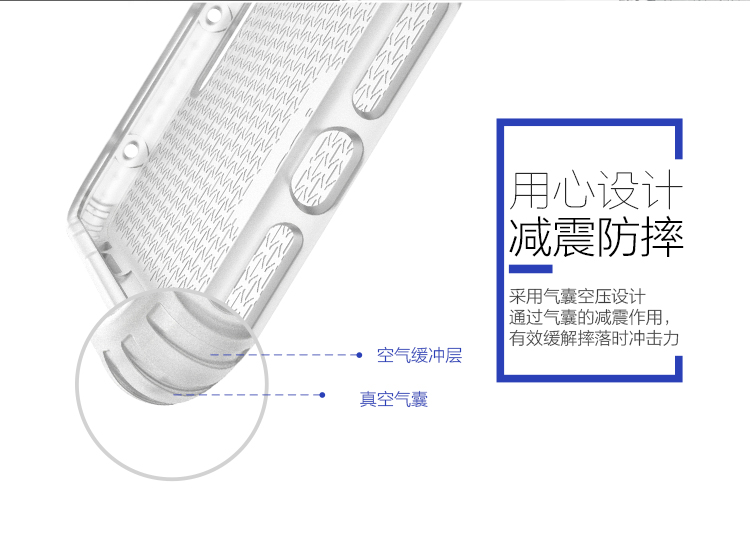 用心设计
减震防摔
采用气囊空压设计
通过气囊的减震作用，
有效缓解摔落时冲击力
空气缓冲层
真空气囊